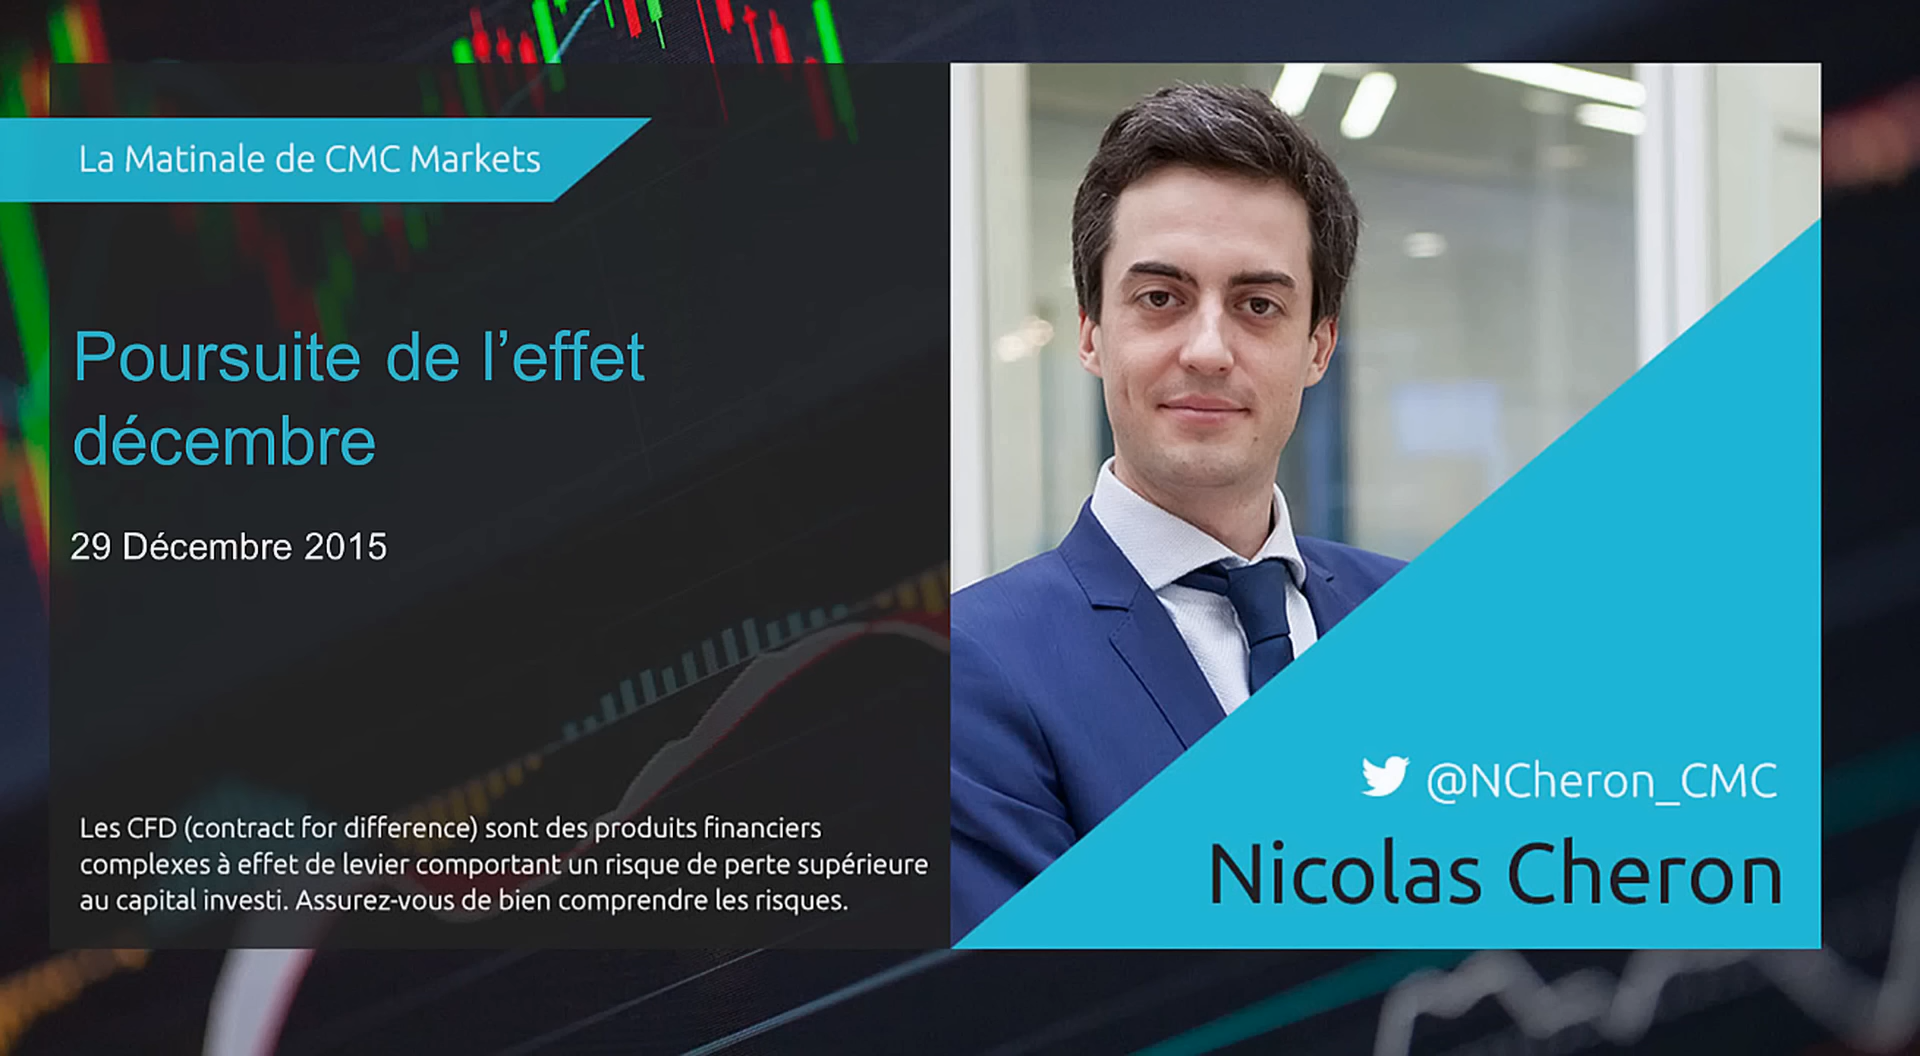 La Matinale de CMC Markets
Poursuite de l’effet
décembre
29 Décembre 2015
Les CFD (contract for difference) sont des produits financiers
complexes à effet de levier comportant un risque de perte supérieure
au capital investi. Assurez-vous de bien comprendre les risques.
@NCheron_CMC
Nicolas Cheron